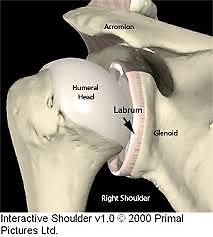 Acromion
Humeral
Head
Labrum
Glenoid
Right Shoulder
Interactive Shoulder v1.0 © 2000 Primal
Pictures Ltd.